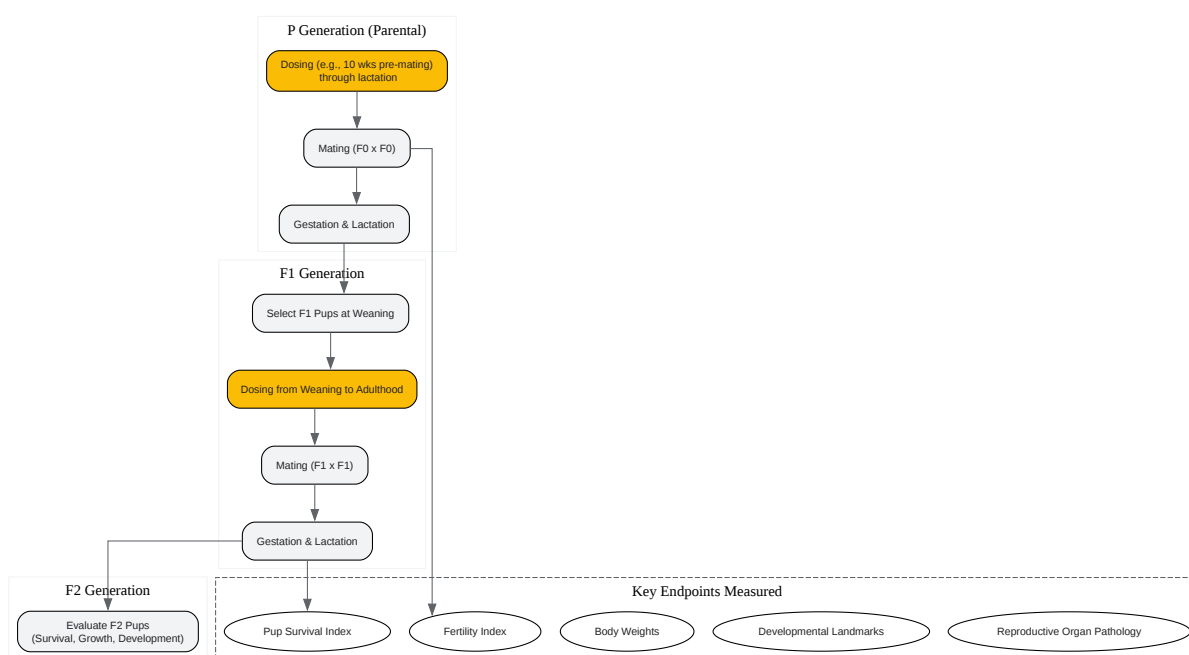 P Generation (Parental)
Dosing (e.g., 10 wks pre-mating)
through lactation
Mating (F0 x F0)
Gestation & Lactation
F1 Generation
Select F1 Pups at Weaning
Dosing from Weaning to Adulthood
Mating (F1 x F1)
Gestation & Lactation
F2 Generation
Evaluate F2 Pups
(Survival, Growth, Development)
Key Endpoints Measured
Pup Survival Index
Fertility Index
Body Weights
Developmental Landmarks
Reproductive Organ Pathology